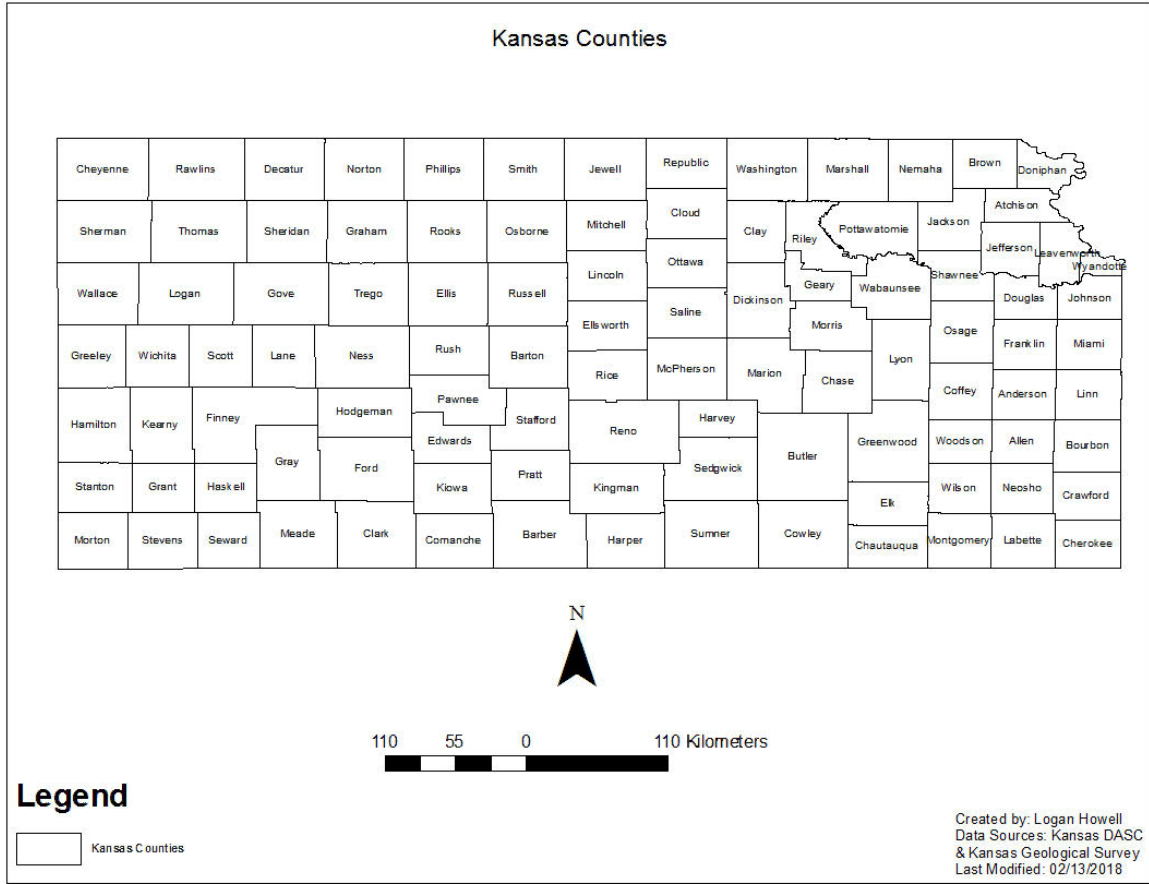 Kansas Counties
Cheyenne Rawlins Decatur Norton Phillips Smith Jewell Republic Washington Marshall Nemaha Brown Doniphan
Sherman Thomas Sheridan Graham Rooks Osborne Mitchell Cloud Clay Riley Pottawatomie Jackson Atchison
Jefferson Leavenworth Wyandotte
Wallace Logan Gove Trego Ellis Russell Lincoln Ottawa Dickinson Geary Wabaunsee Shawnee Douglas Johnson
Ellsworth Saline Morris Osage
Greeley Wichita Scott Lane Ness Rush Barton Rice McPherson Marion Chase Lyon Franklin Miami
Hamilton Kearny Finney Hodgeman Pawnee Stafford Reno Harvey Coffey Anderson Linn
Gray Ford Edwards Sedgwick Butler Greenwood Woodson Allen Bourbon
Stanton Grant Haskell Kiowa Pratt Kingman Elk Wilson Neosho Crawford
Morton Stevens Seward Meade Clark Comanche Barber Harper Sumner Cowley Chautauqua Montgomery Labette Cherokee
N
110 55 0 110 Kilometers
Legend
Kansas Counties
Created by: Logan Howell
Data Sources: Kansas DASC
& Kansas Geological Survey
Last Modified: 02/13/2018